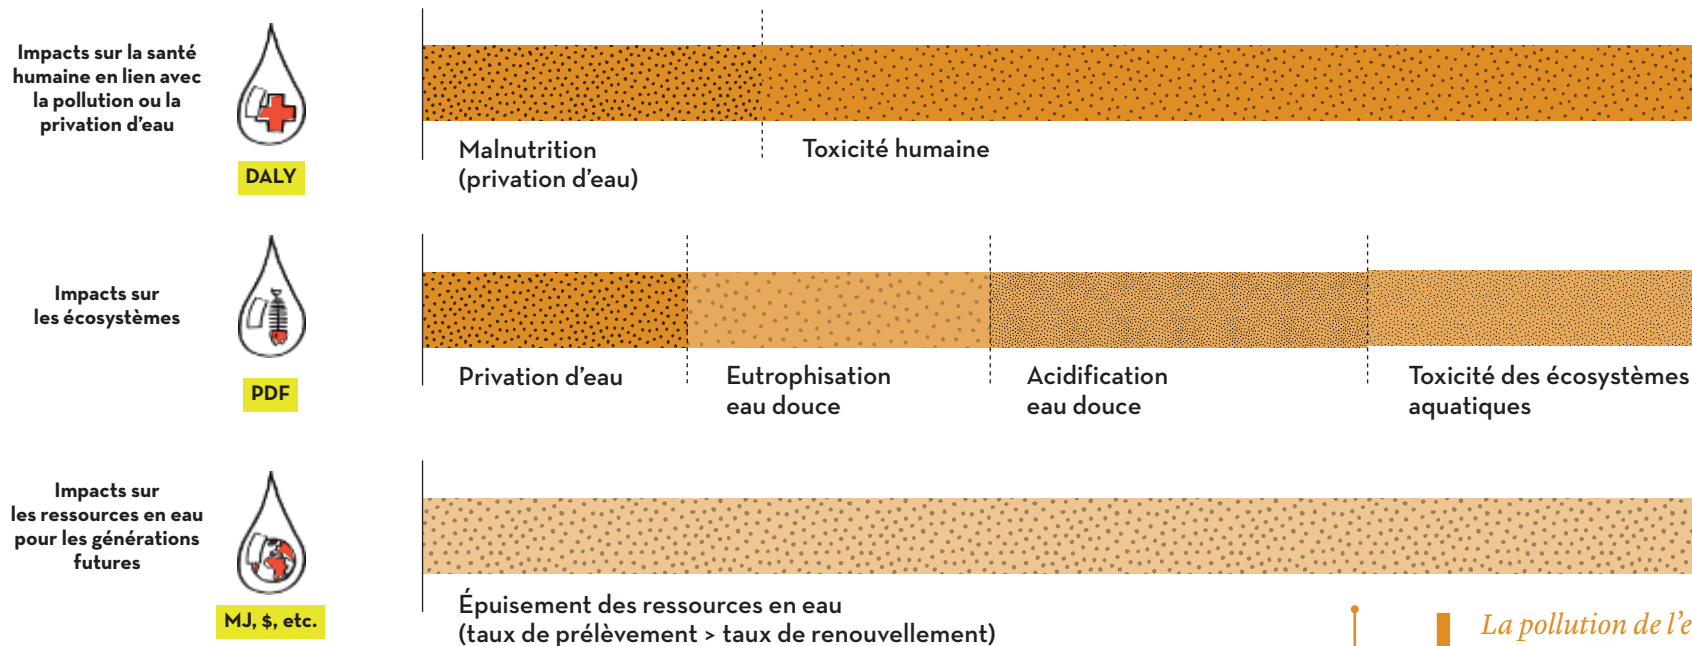 Impacts sur la santé
humaine en lien avec
la pollution ou la
privation d’eau
DALY
Malnutrition
(privation d’eau)
Toxicité humaine
Impacts sur
les écosystèmes
PDF
Privation d’eau
Eutrophisation
eau douce
Acidification
eau douce
Toxicité des écosystèmes
aquatiques
Impacts sur
les ressources en eau
pour les générations
futures
MJ, $, etc.
Épuisement des ressources en eau
(taux de prélèvement > taux de renouvellement)
La pollution de l’e